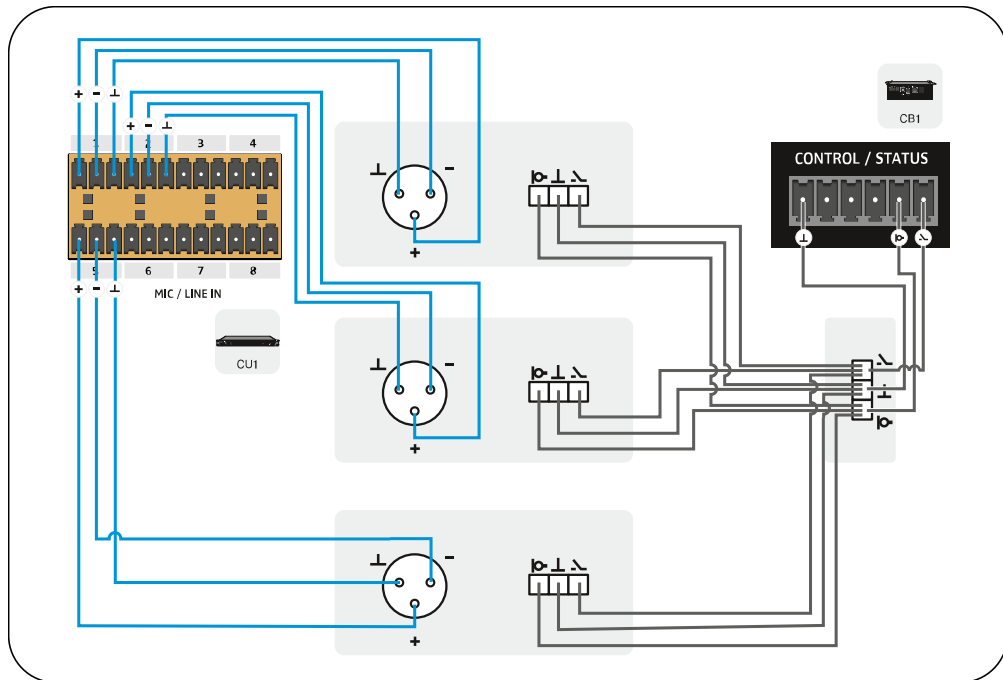 + - ⊥
+ - ⊥
1 2 3 4
5 6 7 8
+ - ⊥
MIC / LINE IN
CU1
⊥ -
+
⊥ -
+
⊥ -
+
CB1
CONTROL / STATUS
⊥
⊥
⊥
⊥
⊥